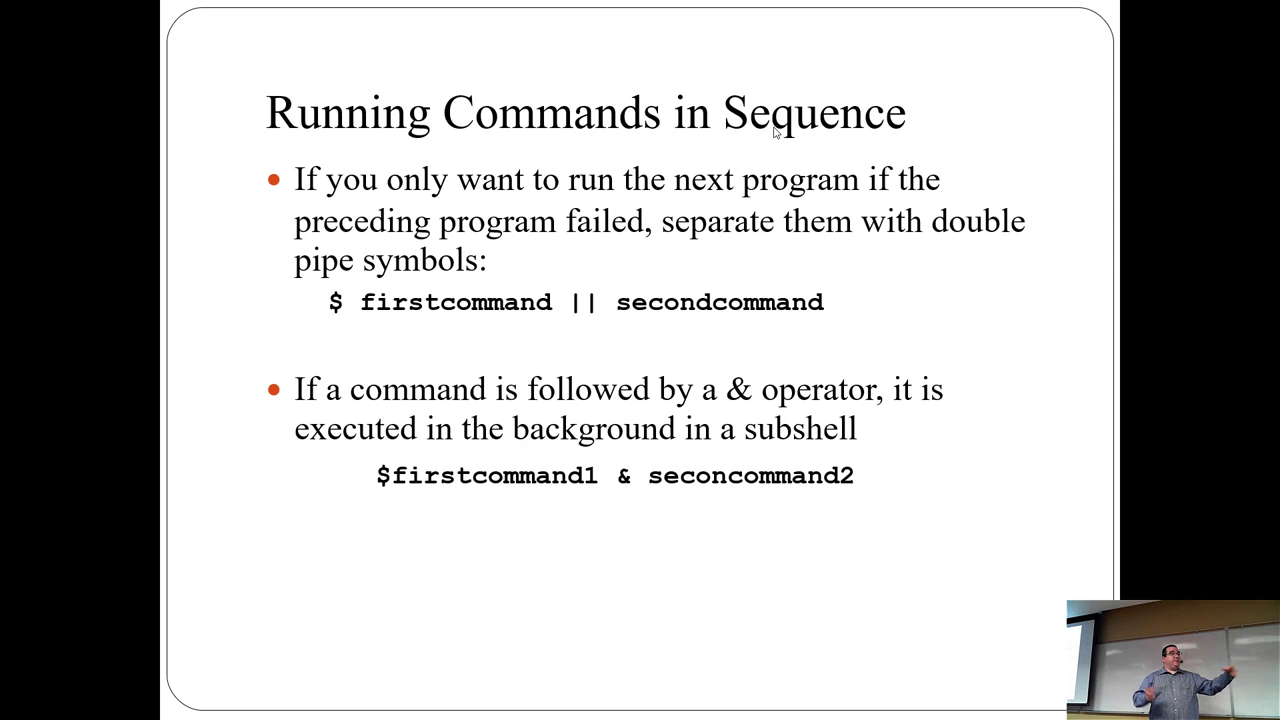 Running Commands in Sequence
• If you only want to run the next program if the
preceding program failed, separate them with double
pipe symbols:
$ firstcommand || secondcommand
• If a command is followed by a & operator, it is
executed in the background in a subshell
$firstcommand1 & seconcommand2